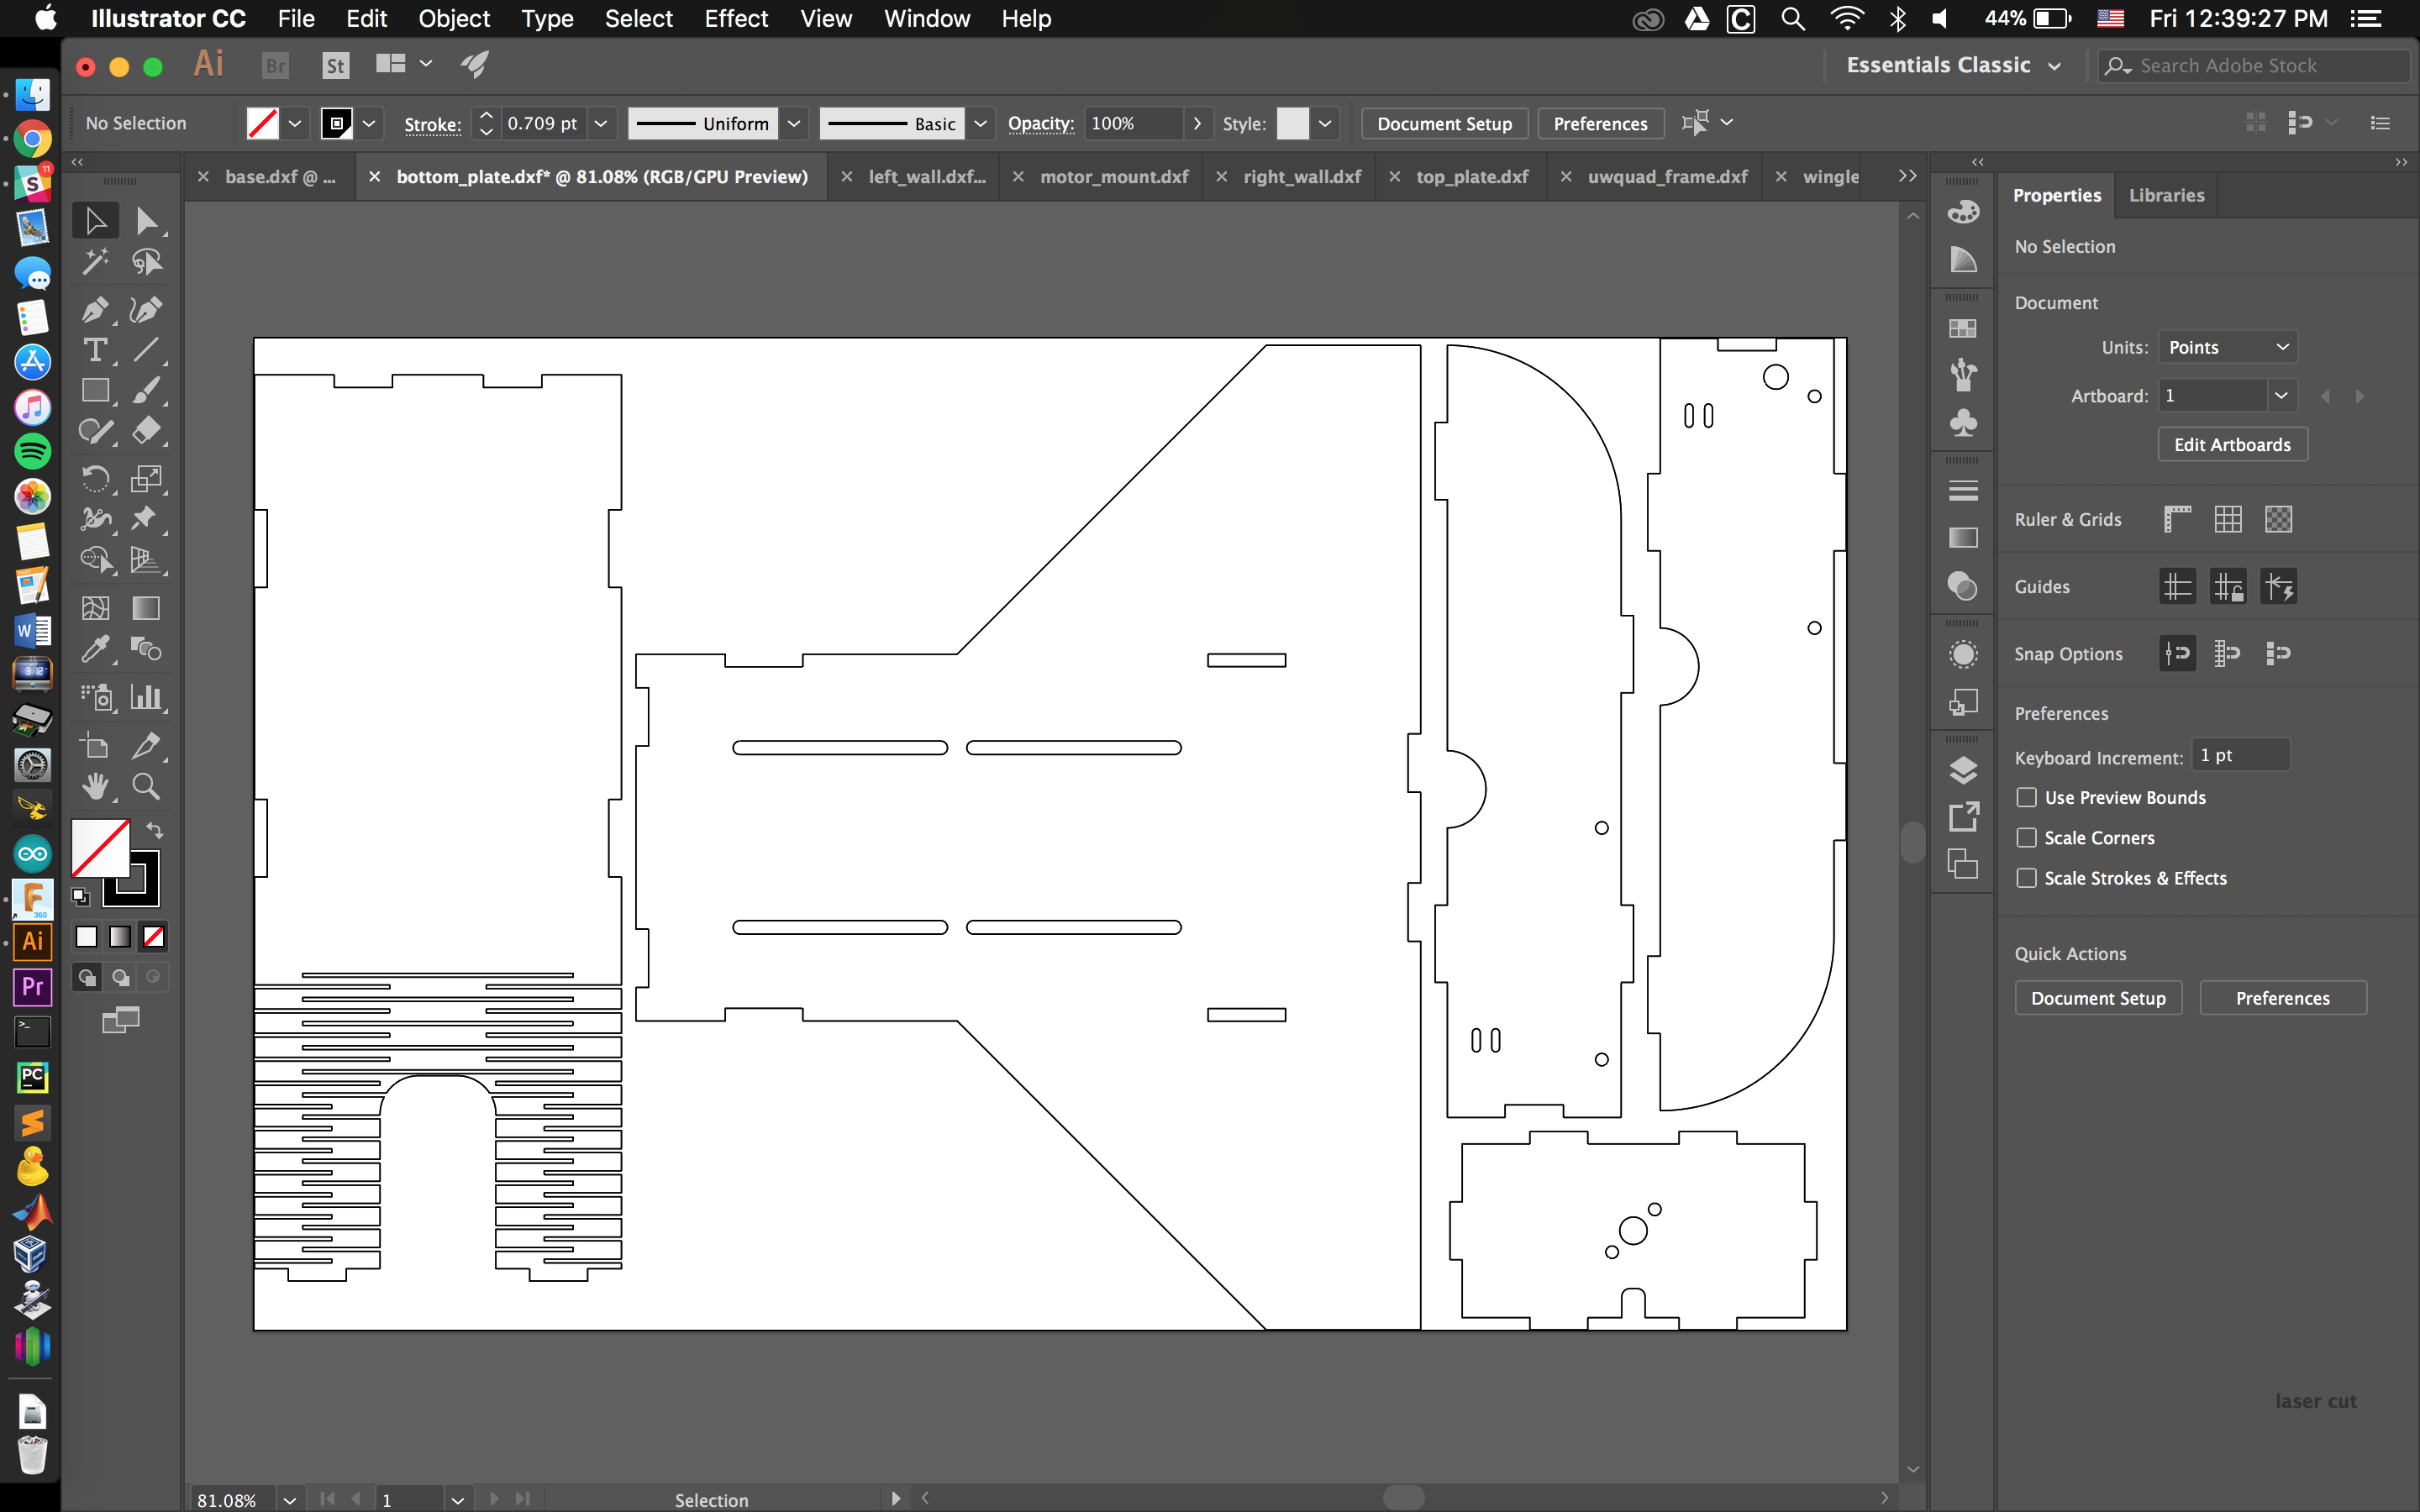 Illustrator CC File Edit Object Type Select Effect View Window Help 44% Fri 12:39:27 PM
Ai Br St Essentials Classic Search Adobe Stock
No Selection Stroke: 0.709 pt Uniform Basic Opacity: 100% Style: Document Setup Preferences
base.dxf @ ... bottom_plate.dxf* @ 81.08% (RGB/GPU Preview) left_wall.dxf... motor_mount.dxf right_wall.dxf top_plate.dxf uwquad_frame.dxf wingle
Properties Libraries
No Selection
Document
Units: Points
Artboard: 1
Edit Artboards
Ruler & Grids
Guides
Snap Options
Preferences
Keyboard Increment: 1 pt
Use Preview Bounds
Scale Corners
Scale Strokes & Effects
Quick Actions
Document Setup Preferences
laser cut
81.08% 1 Selection
11
S
W
F
360
Ai
Pr
PC